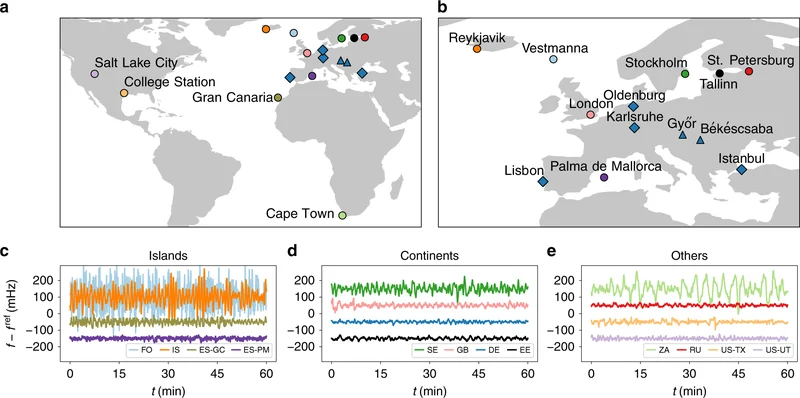 a
b
Salt Lake City
College Station
Gran Canaria
Cape Town
Reykjavik
Vestmanna
Stockholm
St. Petersburg
Tallinn
Oldenburg
London
Karlsruhe
Győr
Békéscsaba
Istanbul
Lisbon
Palma de Mallorca
c
Islands
d
Continents
e
Others
f − f ref (mHz)
200
100
0
−100
−200
FO IS ES-GC ES-PM
0 15 30 45 60
t (min)
200
100
0
−100
−200
SE GB DE EE
0 15 30 45 60
t (min)
200
100
0
−100
−200
ZA RU US-TX US-UT
0 15 30 45 60
t (min)